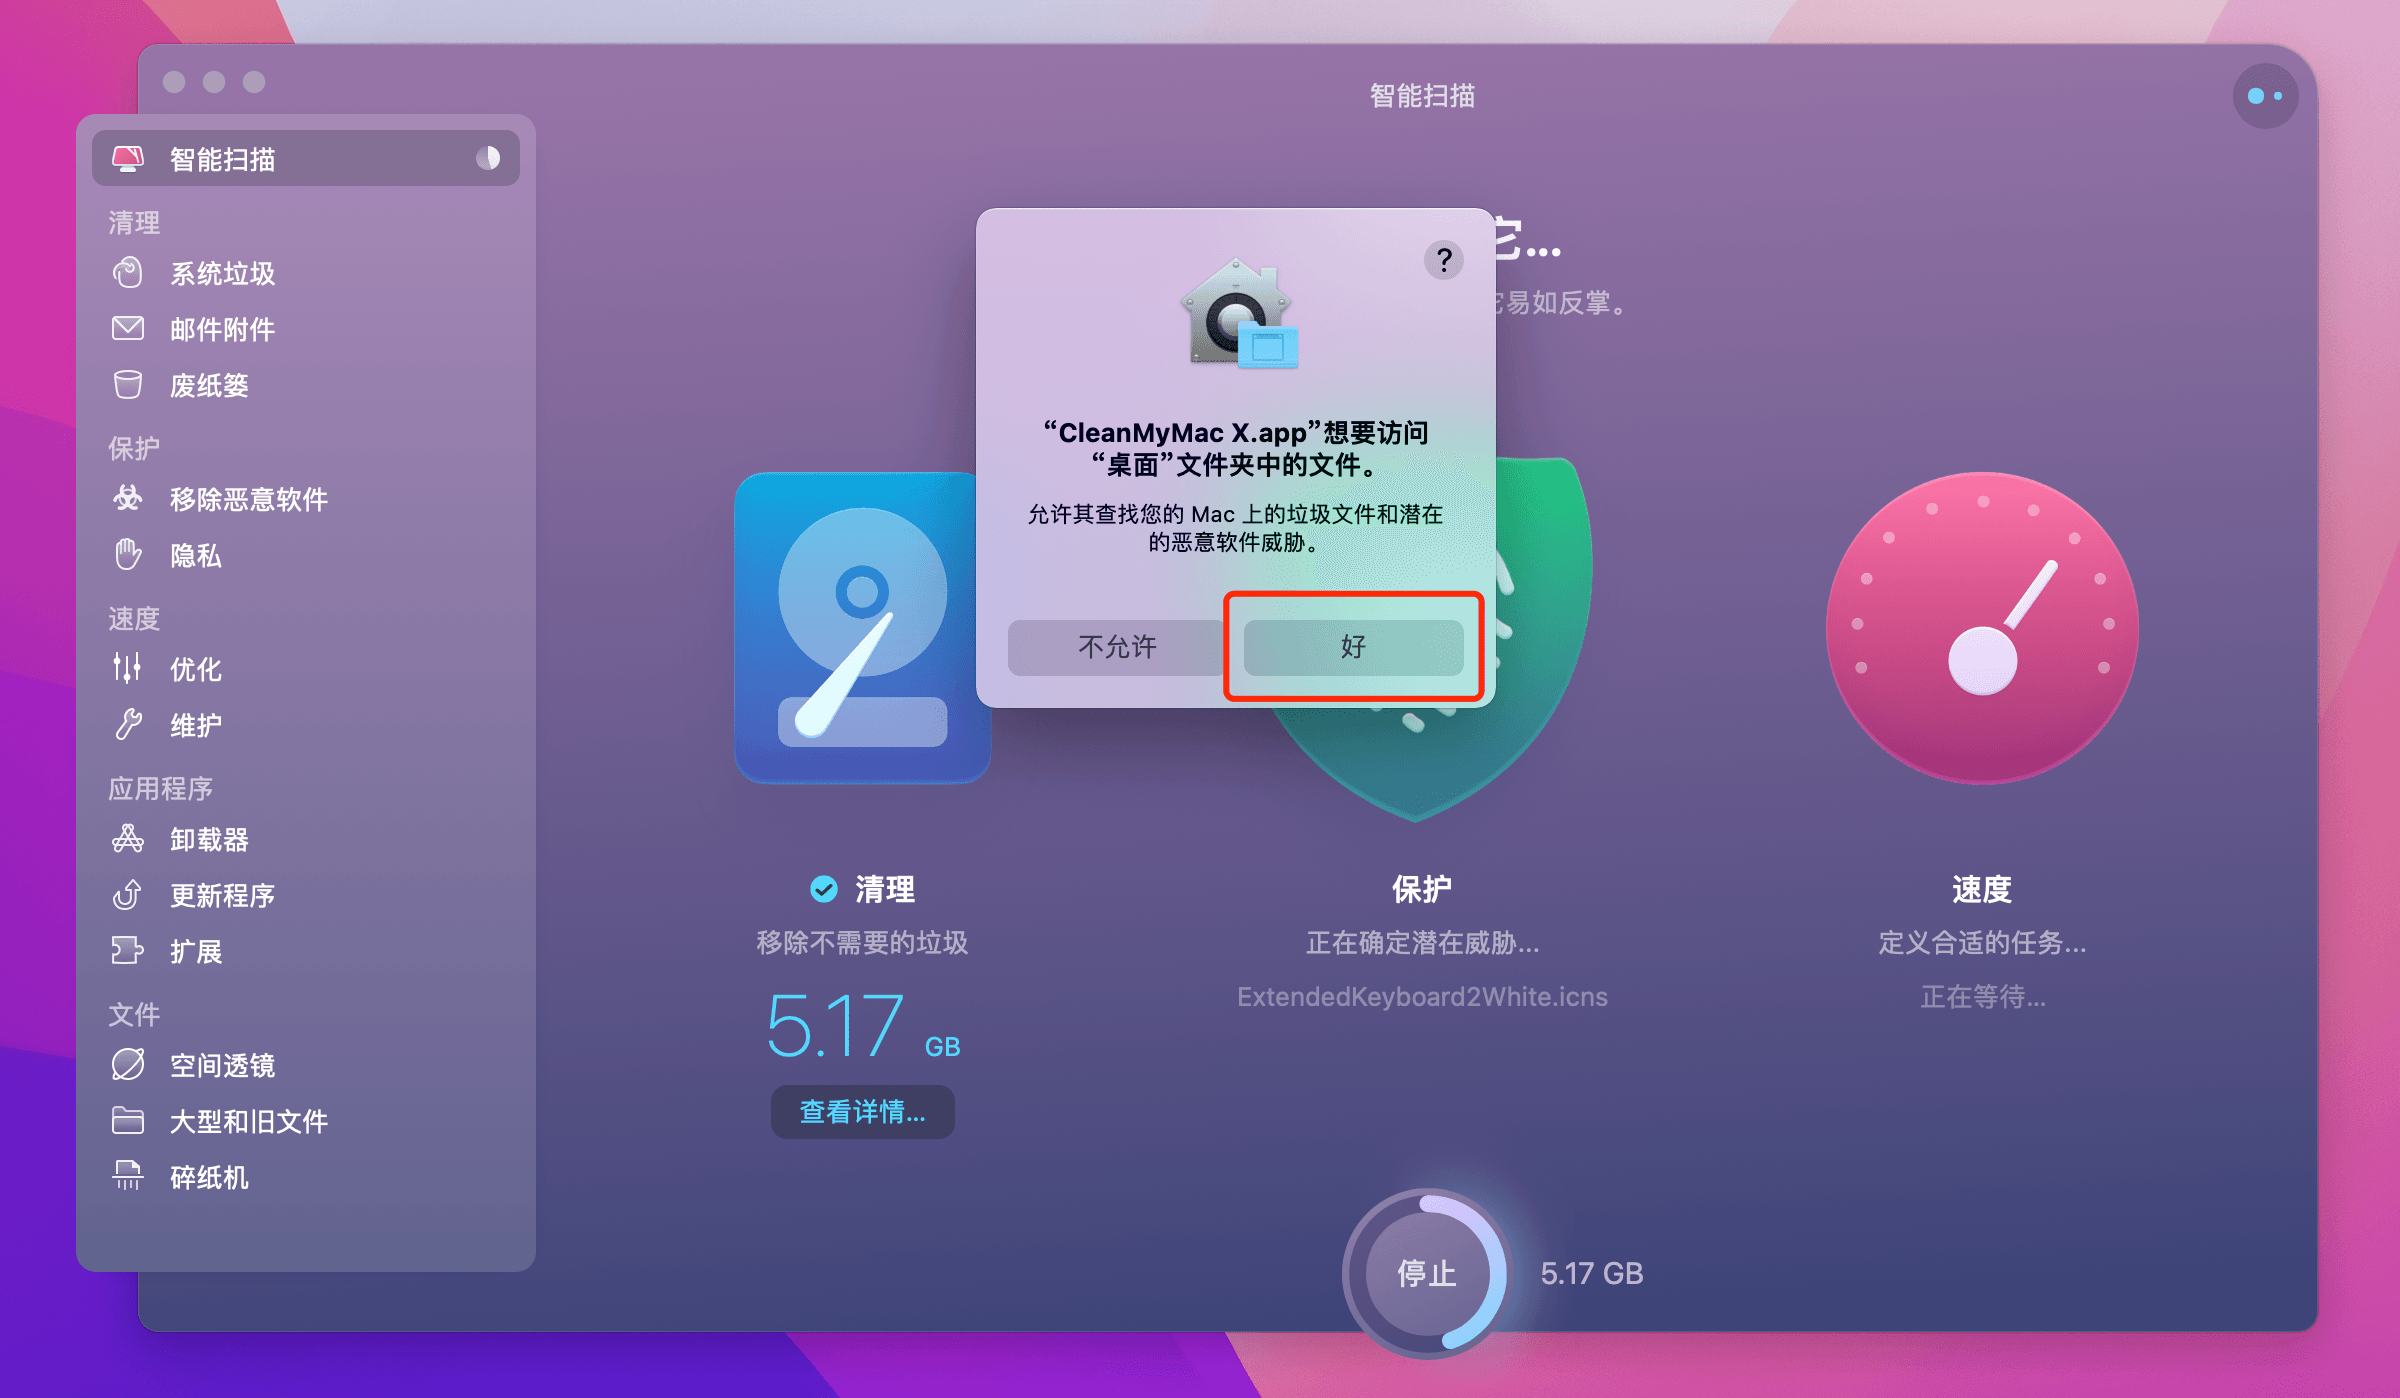 智能扫描
智能扫描
清理
系统垃圾
邮件附件
废纸篓
保护
移除恶意软件
隐私
速度
优化
维护
应用程序
卸载器
更新程序
扩展
文件
空间透镜
大型和旧文件
碎纸机
它...
易如反掌。
?
“CleanMyMac X.app”想要访问
“桌面”文件夹中的文件。
允许其查找您的 Mac 上的垃圾文件和潜在
的恶意软件威胁。
不允许
好
清理
移除不需要的垃圾
5.17 GB
查看详情...
保护
正在确定潜在威胁...
ExtendedKeyboard2White.icns
速度
定义合适的任务...
正在等待...
停止
5.17 GB